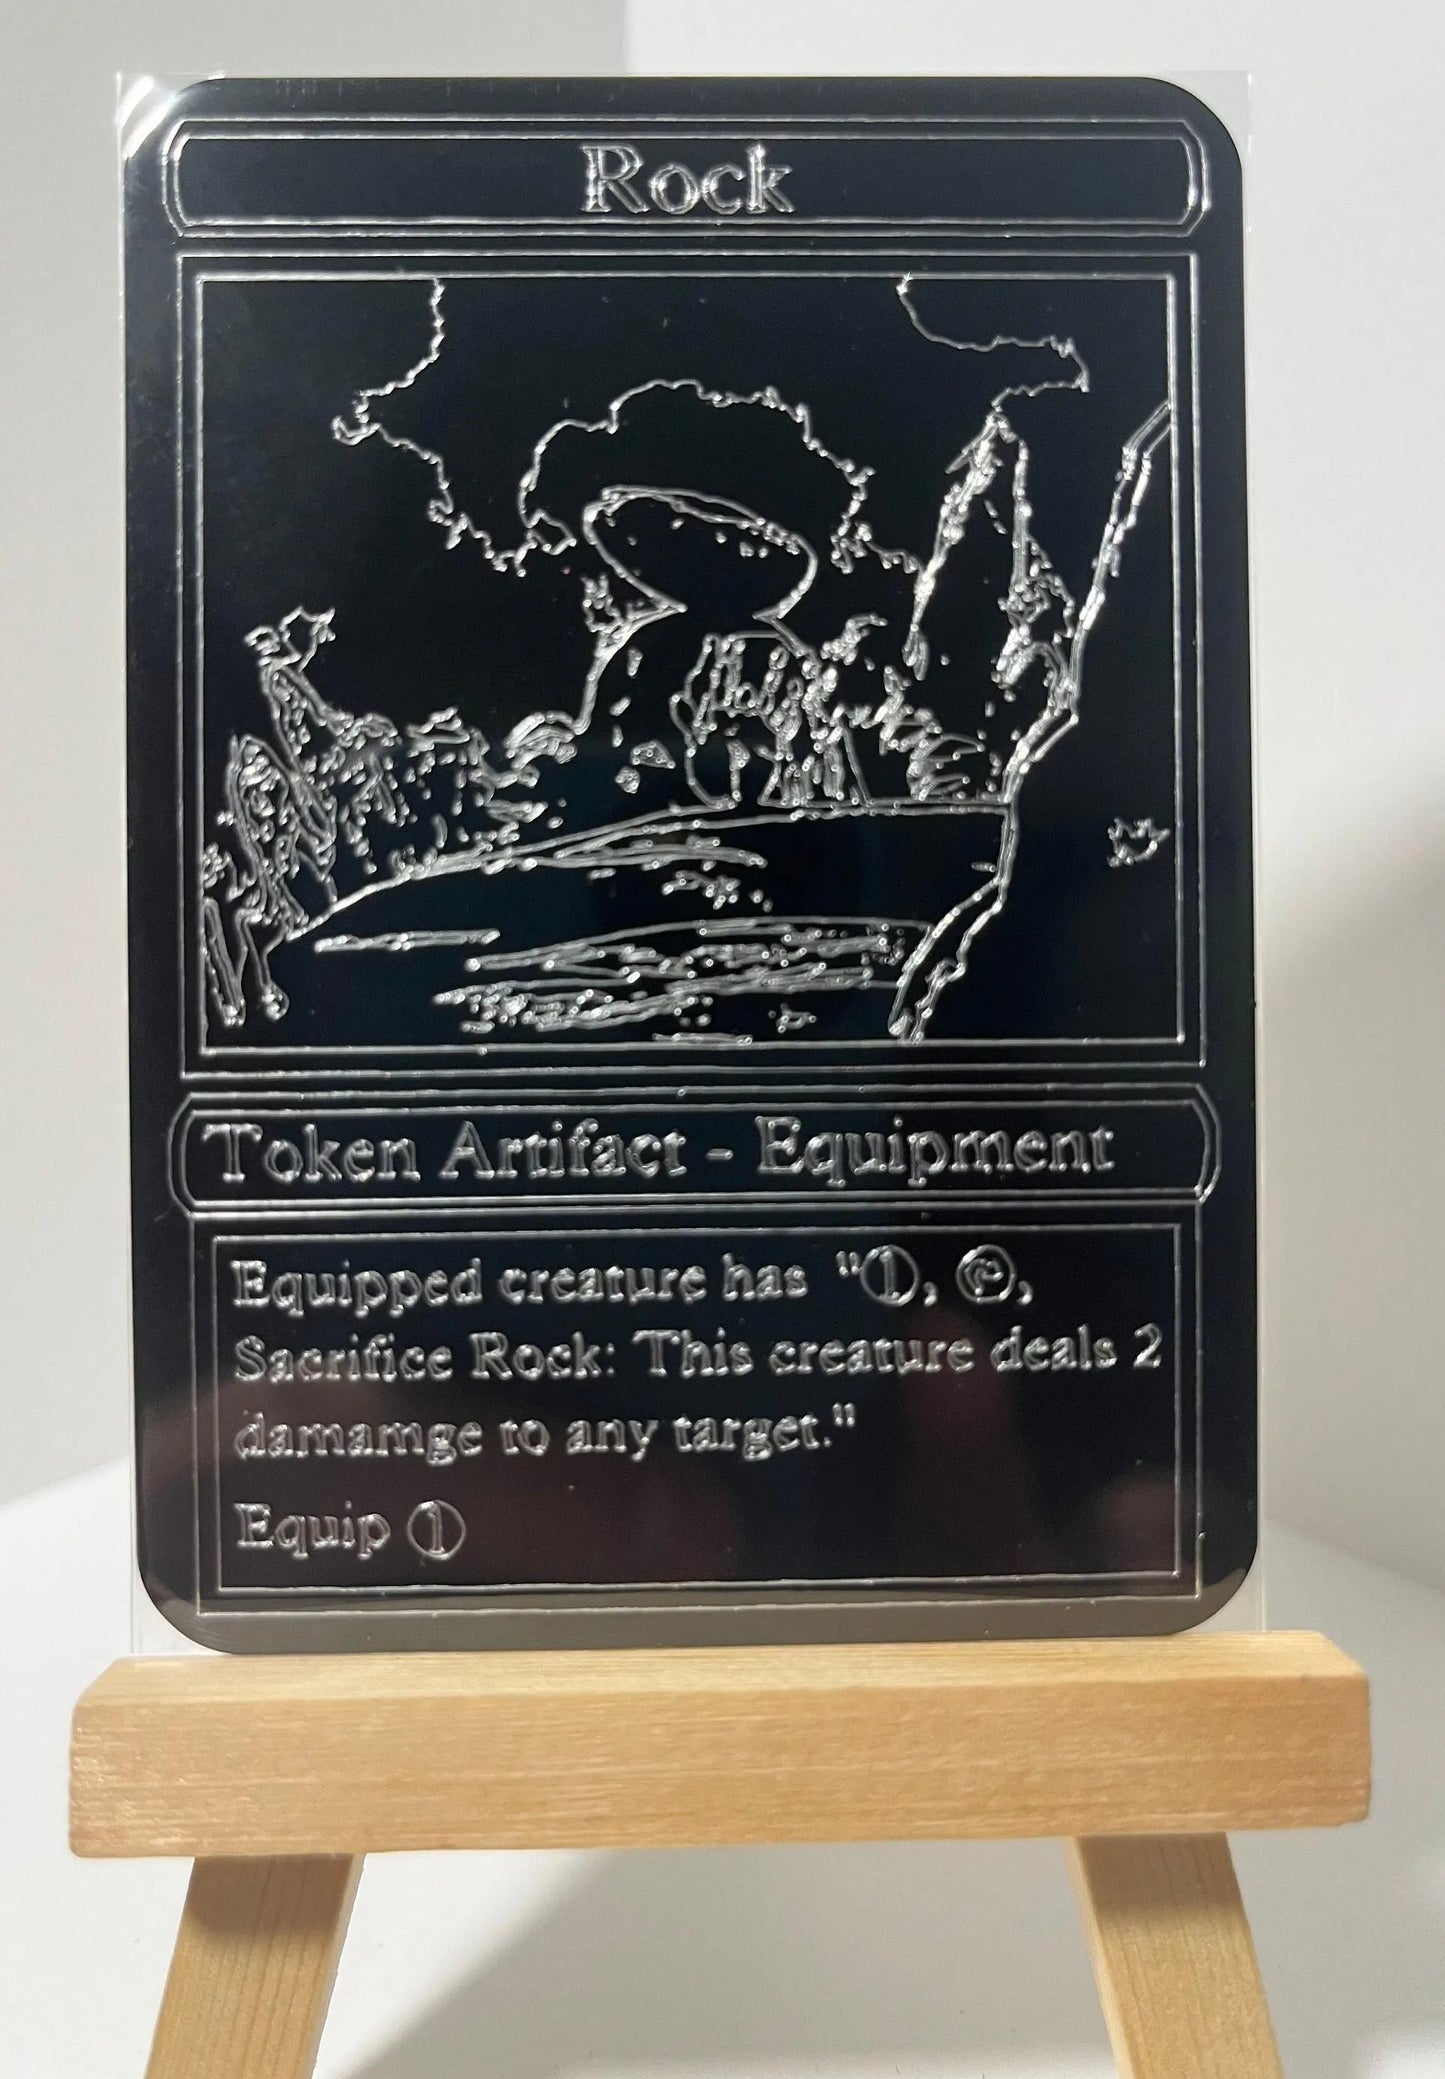 Rock
Token Artifact - Equipment
Equipped creature has "①, ,
Sacrifice Rock: This creature deals 2
damamge to any target."
Equip ①